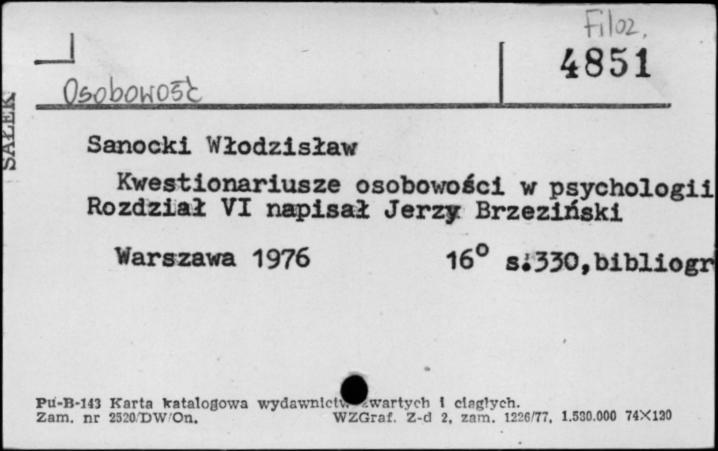 Filoz.
4851
Osobowość
SAŁEK
Sanocki Włodzisław
Kwestionariusze osobowości w psychologii
Rozdział VI napisał Jerzy Brzeziński
Warszawa 1976 16° s.330,bibliogr
Pu-B-143 Karta katalogowa wydawnictw zwartych i ciągłych.
Zam. nr 2520/DW/On. WZGraf. Z-d 2, zam. 1226/77. 1.530.000 74×120